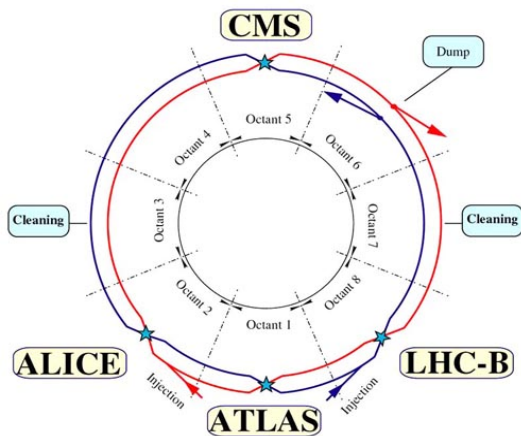 CMS
Dump
Octant 5
Octant 4
Octant 6
Octant 3
Octant 7
Cleaning
Cleaning
Octant 2
Octant 8
Octant 1
ALICE
LHC-B
Injection
ATLAS
Injection